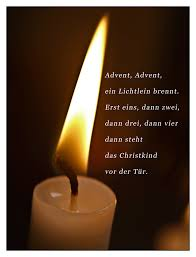 Advent, Advent,
ein Lichtlein brennt.
Erst eins, dann zwei,
dann drei, dann vier
dann steht
das Christkind
vor der Tür.